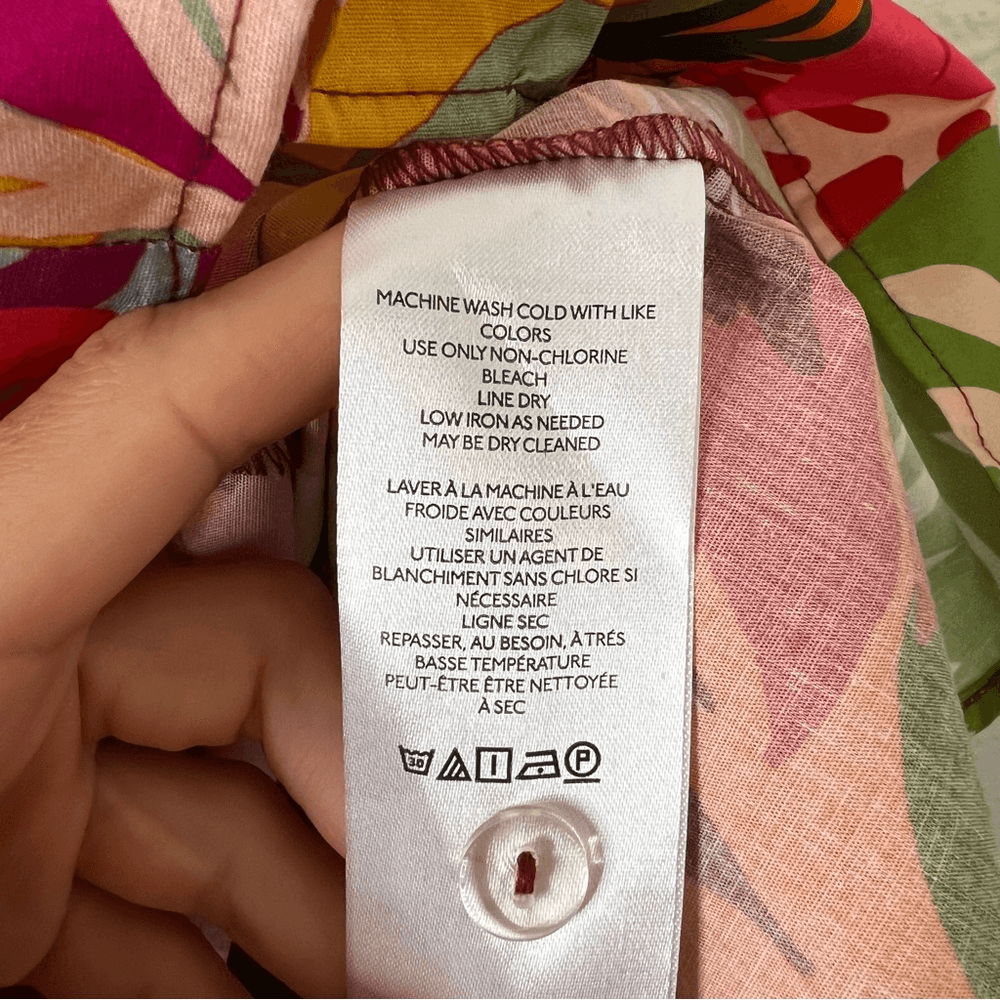 MACHINE WASH COLD WITH LIKE
COLORS
USE ONLY NON-CHLORINE
BLEACH
LINE DRY
LOW IRON AS NEEDED
MAY BE DRY CLEANED
LAVER À LA MACHINE À L'EAU
FROIDE AVEC COULEURS
SIMILAIRES
UTILISER UN AGENT DE
BLANCHIMENT SANS CHLORE SI
NÉCESSAIRE
LIGNE SEC
REPASSER, AU BESOIN, À TRÉS
BASSE TEMPÉRATURE
PEUT-ÊTRE ÊTRE NETTOYÉE
À SEC
30 P